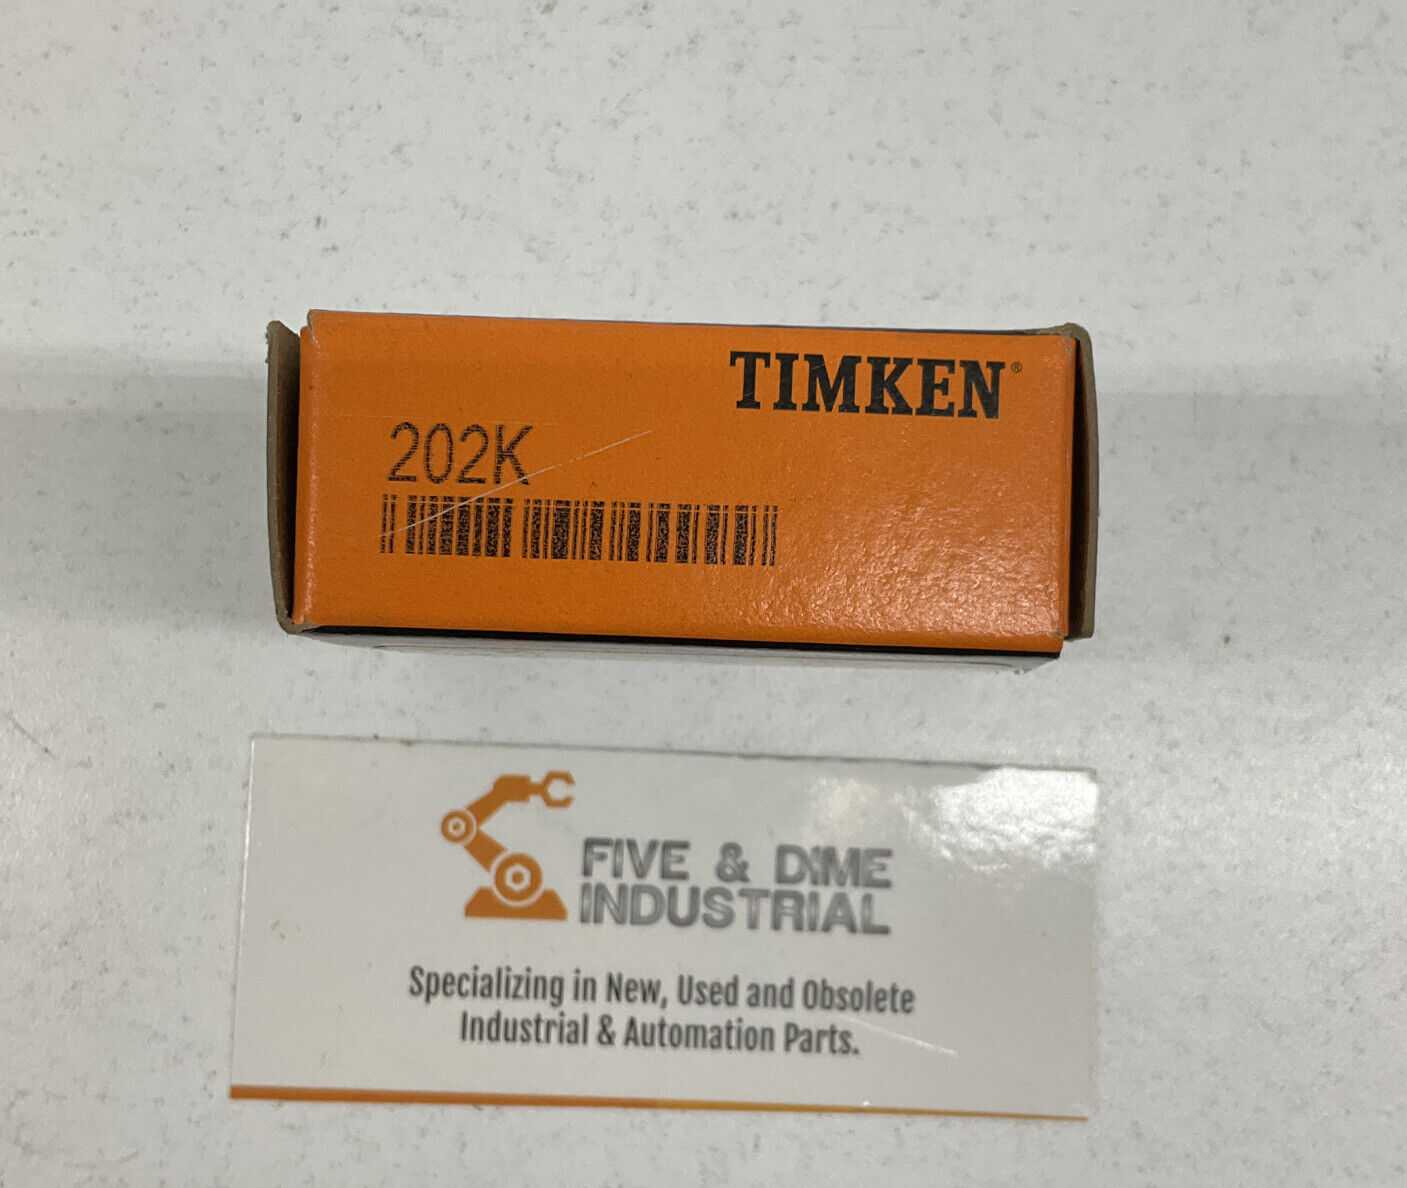 TIMKEN®
202K
FIVE & DIME
INDUSTRIAL
Specializing in New, Used and Obsolete
Industrial & Automation Parts.